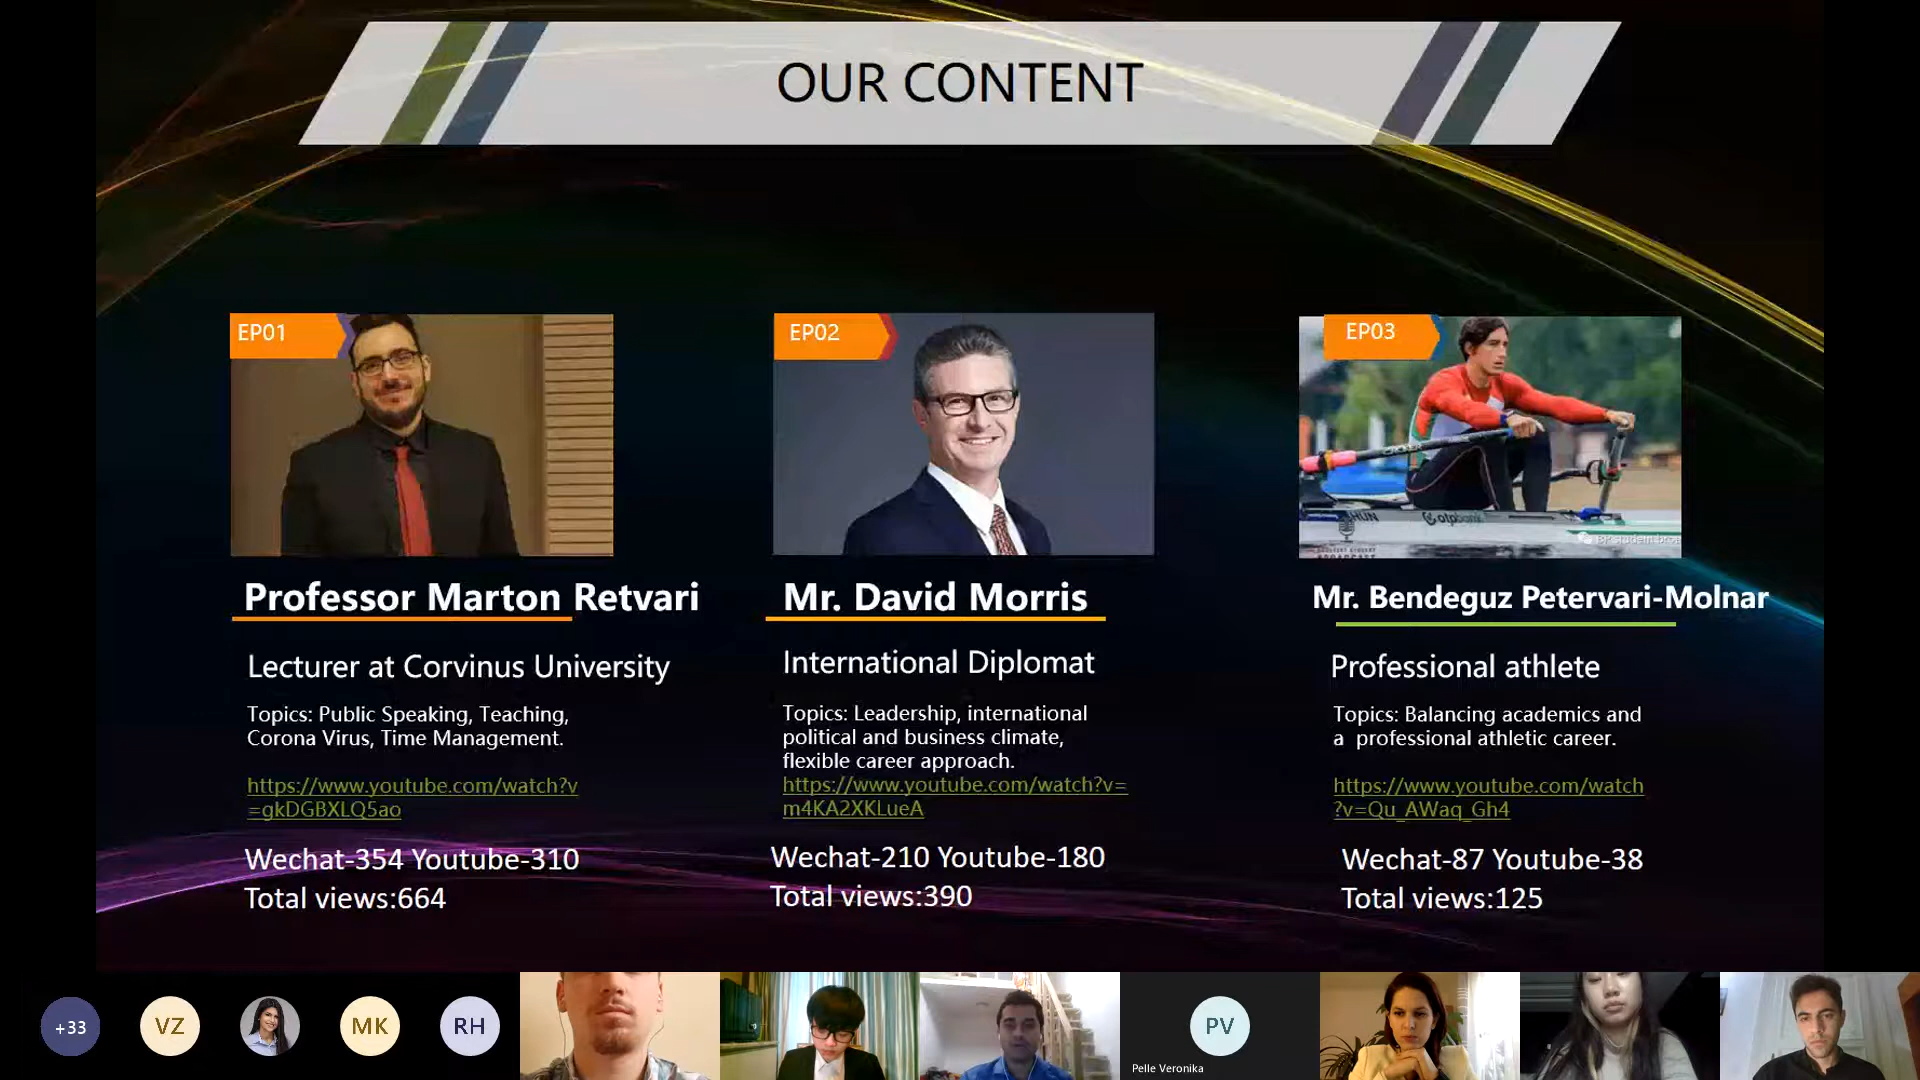 OUR CONTENT
EP01
EP02
EP03
CROKER
HUN
otpbank
Professor Marton Retvari
Mr. David Morris
Mr. Bendeguz Petervari-Molnar
Lecturer at Corvinus University
International Diplomat
Professional athlete
Topics: Public Speaking, Teaching,
Corona Virus, Time Management.
Topics: Leadership, international
political and business climate,
flexible career approach.
Topics: Balancing academics and
a professional athletic career.
https://www.youtube.com/watch?v
=gkDGBXLQ5ao
https://www.youtube.com/watch?v=
m4KA2XKLueA
https://www.youtube.com/watch
?v=Qu_AWaq_Gh4
Wechat-354 Youtube-310
Total views:664
Wechat-210 Youtube-180
Total views:390
Wechat-87 Youtube-38
Total views:125
+33
VZ
MK
RH
PV
Pelle Veronika